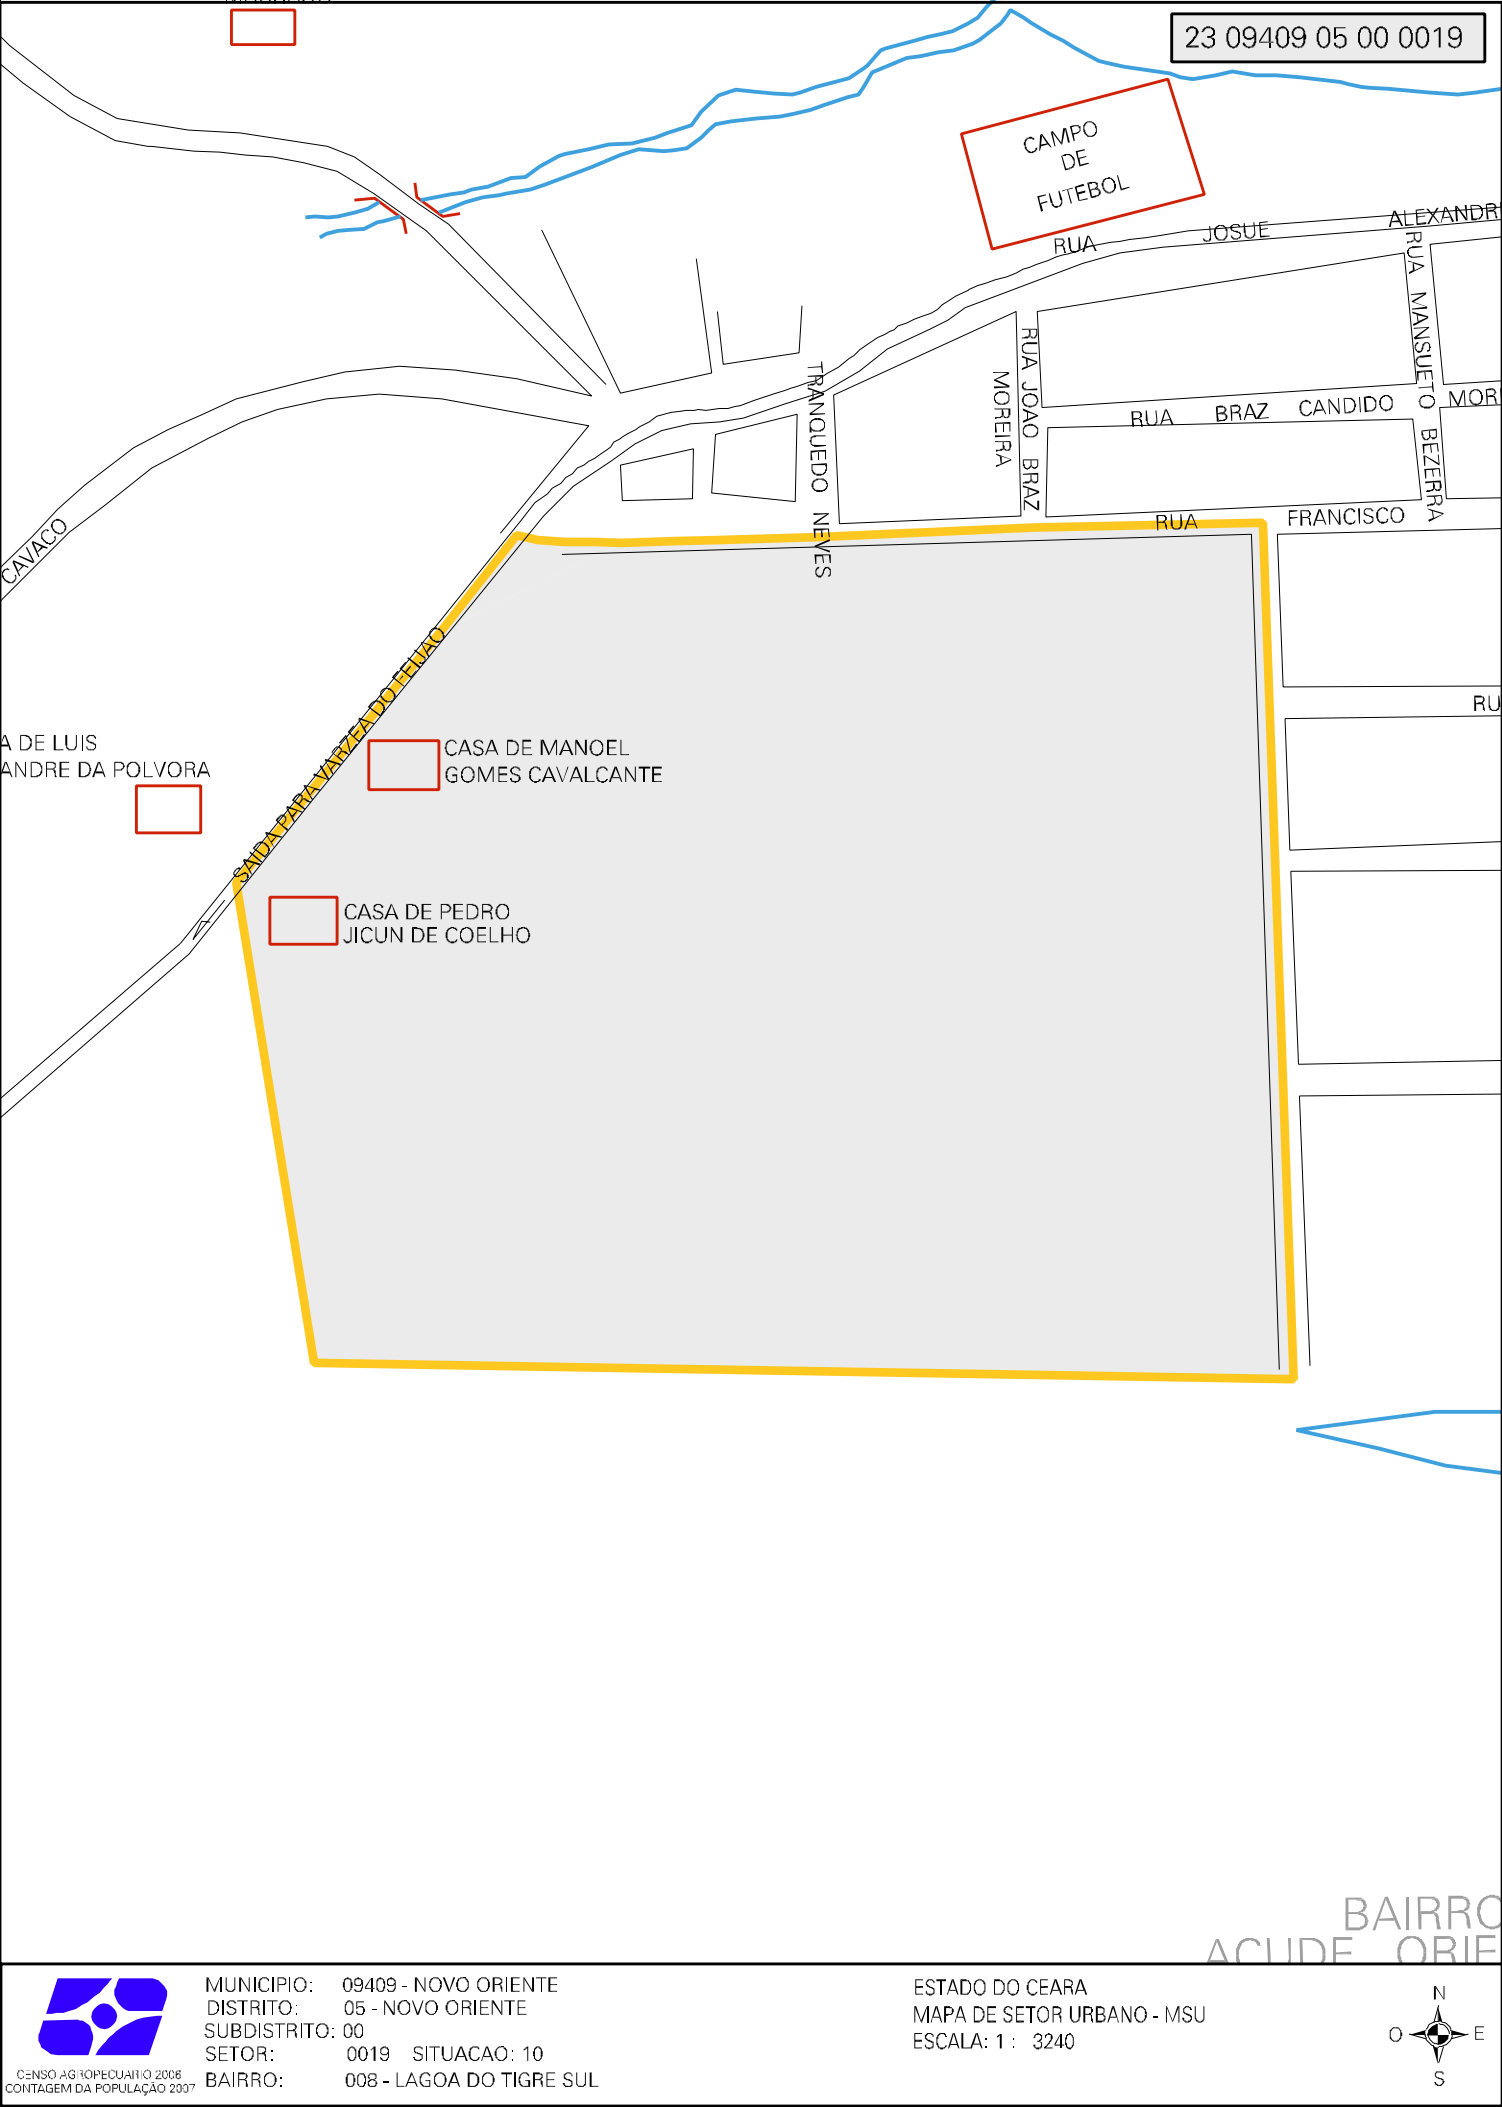 23 09409 05 00 0019
CAMPO
DE
FUTEBOL
RUA JOSUE ALEXANDR
RUA MANSUETO BEZERRA
RUA JOAO BRAZ
MOREIRA
TRANQUEDO NEVES
RUA BRAZ CANDIDO MORE
RUA FRANCISCO
CAVACO
SAIDA PARA VARZEA DO FEIJAO
RU
A DE LUIS
ANDRE DA POLVORA
CASA DE MANOEL
GOMES CAVALCANTE
CASA DE PEDRO
JICUN DE COELHO
BAIRRO
ACUDE ORIE
CENSO AGROPECUARIO 2006
CONTAGEM DA POPULAÇÃO 2007
MUNICIPIO: 09409 - NOVO ORIENTE
DISTRITO: 05 - NOVO ORIENTE
SUBDISTRITO: 00
SETOR: 0019 SITUACAO: 10
BAIRRO: 008 - LAGOA DO TIGRE SUL
ESTADO DO CEARA
MAPA DE SETOR URBANO - MSU
ESCALA: 1 : 3240
N
O E
S